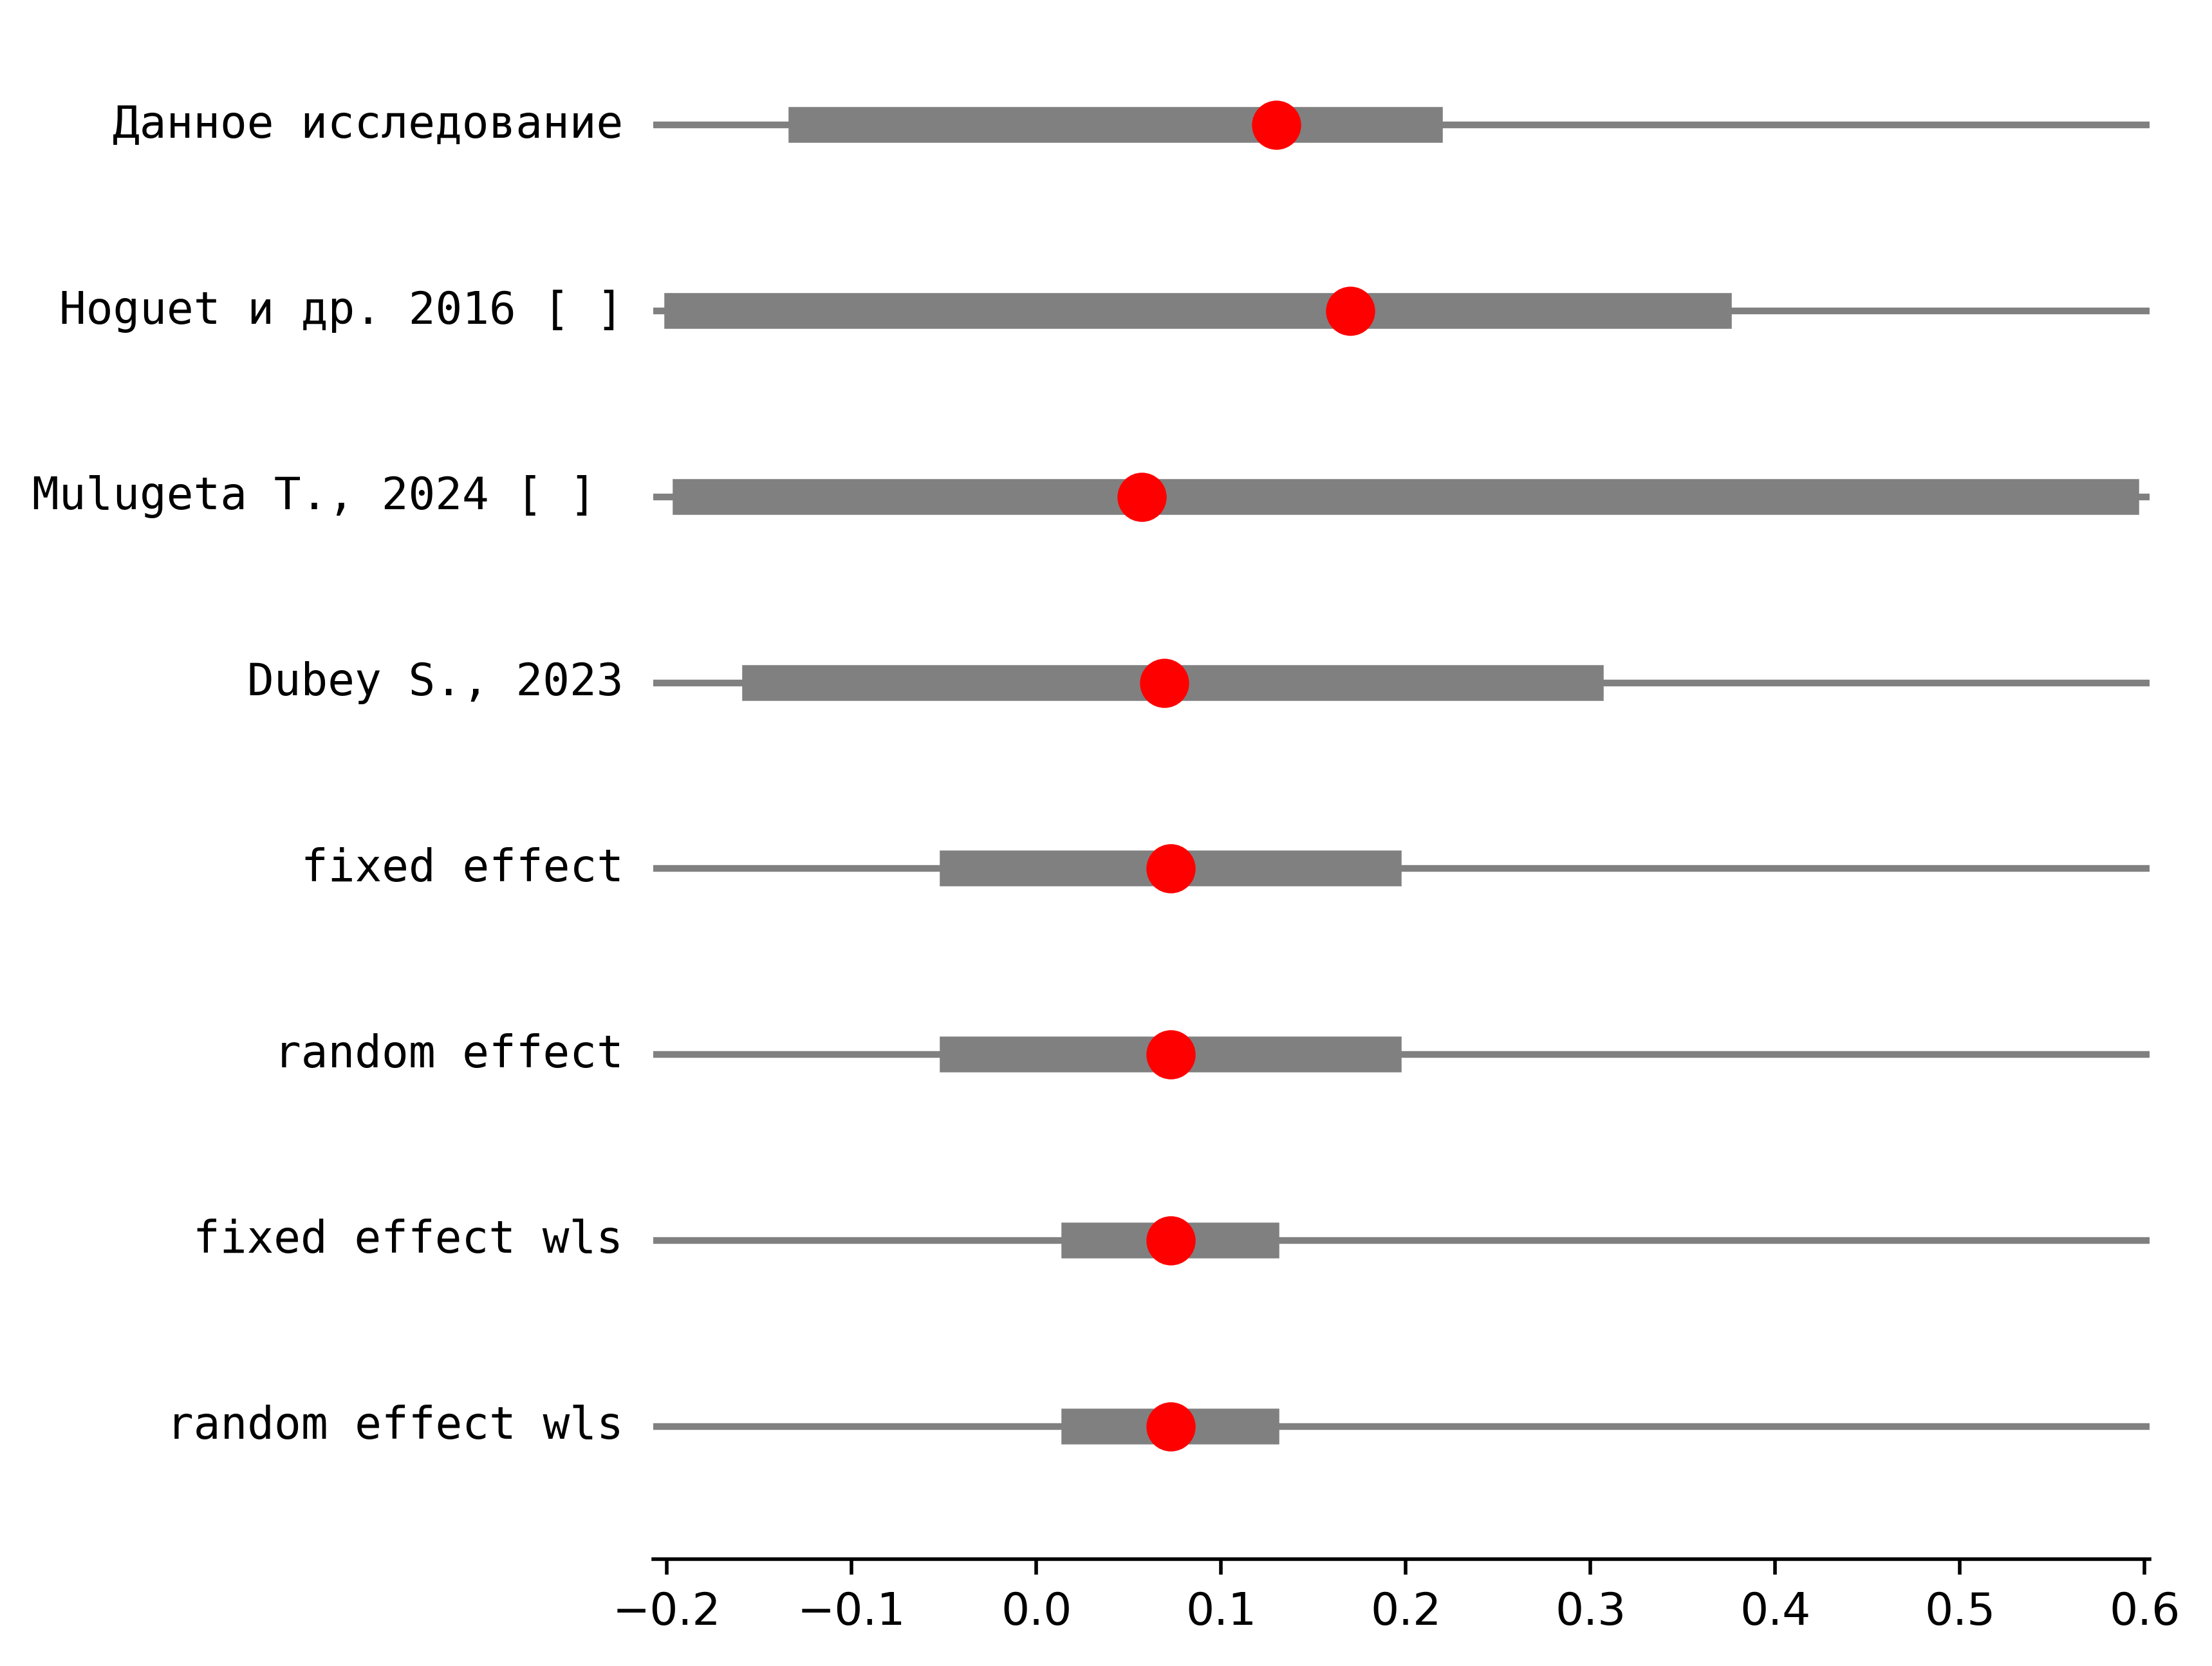 Данное исследование
Hoguet и др. 2016 [ ]
Mulugeta T., 2024 [ ]
Dubey S., 2023
fixed effect
random effect
fixed effect wls
random effect wls
−0.2 −0.1 0.0 0.1 0.2 0.3 0.4 0.5 0.6